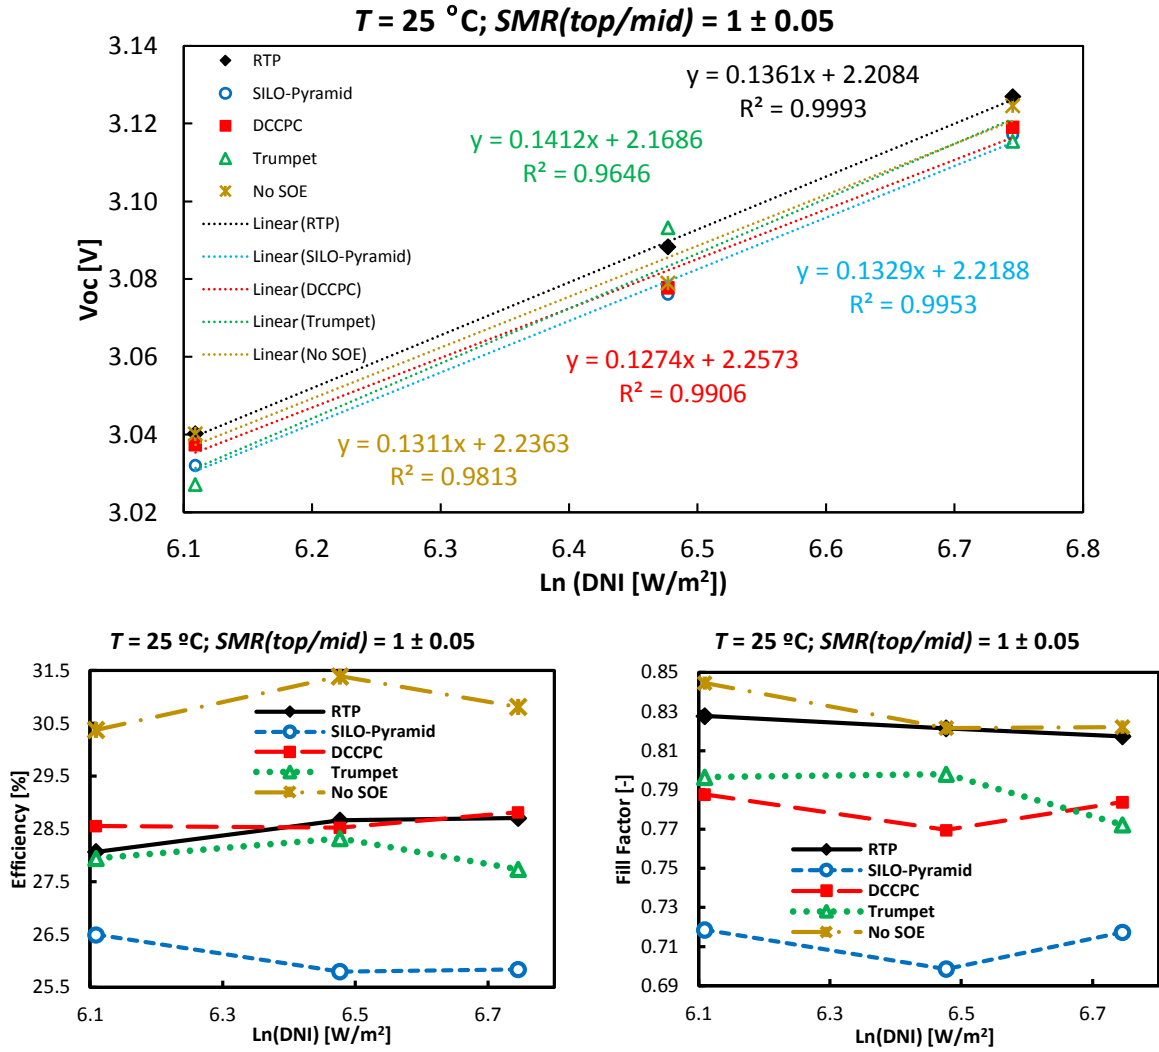 T = 25 °C; SMR(top/mid) = 1 ± 0.05
3.14
3.12
3.10
3.08
3.06
3.04
3.02
Voc [V]
RTP
SILO-Pyramid
DCCPC
Trumpet
No SOE
Linear (RTP)
Linear (SILO-Pyramid)
Linear (DCCPC)
Linear (Trumpet)
Linear (No SOE)
y = 0.1361x + 2.2084
R² = 0.9993
y = 0.1412x + 2.1686
R² = 0.9646
y = 0.1329x + 2.2188
R² = 0.9953
y = 0.1274x + 2.2573
R² = 0.9906
y = 0.1311x + 2.2363
R² = 0.9813
6.1 6.2 6.3 6.4 6.5 6.6 6.7 6.8
Ln (DNI [W/m²])
T = 25 ºC; SMR(top/mid) = 1 ± 0.05
31.5
30.5
29.5
28.5
27.5
26.5
25.5
Efficiency [%]
RTP
SILO-Pyramid
DCCPC
Trumpet
No SOE
6.1 6.3 6.5 6.7
Ln(DNI) [W/m²]
T = 25 ºC; SMR(top/mid) = 1 ± 0.05
0.85
0.83
0.81
0.79
0.77
0.75
0.73
0.71
0.69
Fill Factor [-]
RTP
SILO-Pyramid
DCCPC
Trumpet
No SOE
6.1 6.3 6.5 6.7
Ln(DNI) [W/m²]